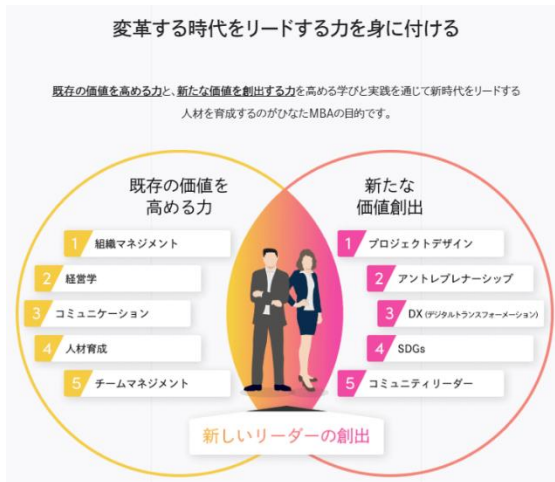 変革する時代をリードする力を身に付ける
既存の価値を高める力と、新たな価値を創出する力を高める学びと実践を通じて新時代をリードする
人材を育成するのがひなたMBAの目的です。
既存の価値を
高める力
1 組織マネジメント
2 経営学
3 コミュニケーション
4 人材育成
5 チームマネジメント
新たな
価値創出
1 プロジェクトデザイン
2 アントレプレナーシップ
3 DX (デジタルトランスフォーメーション)
4 SDGs
5 コミュニティリーダー
新しいリーダーの創出